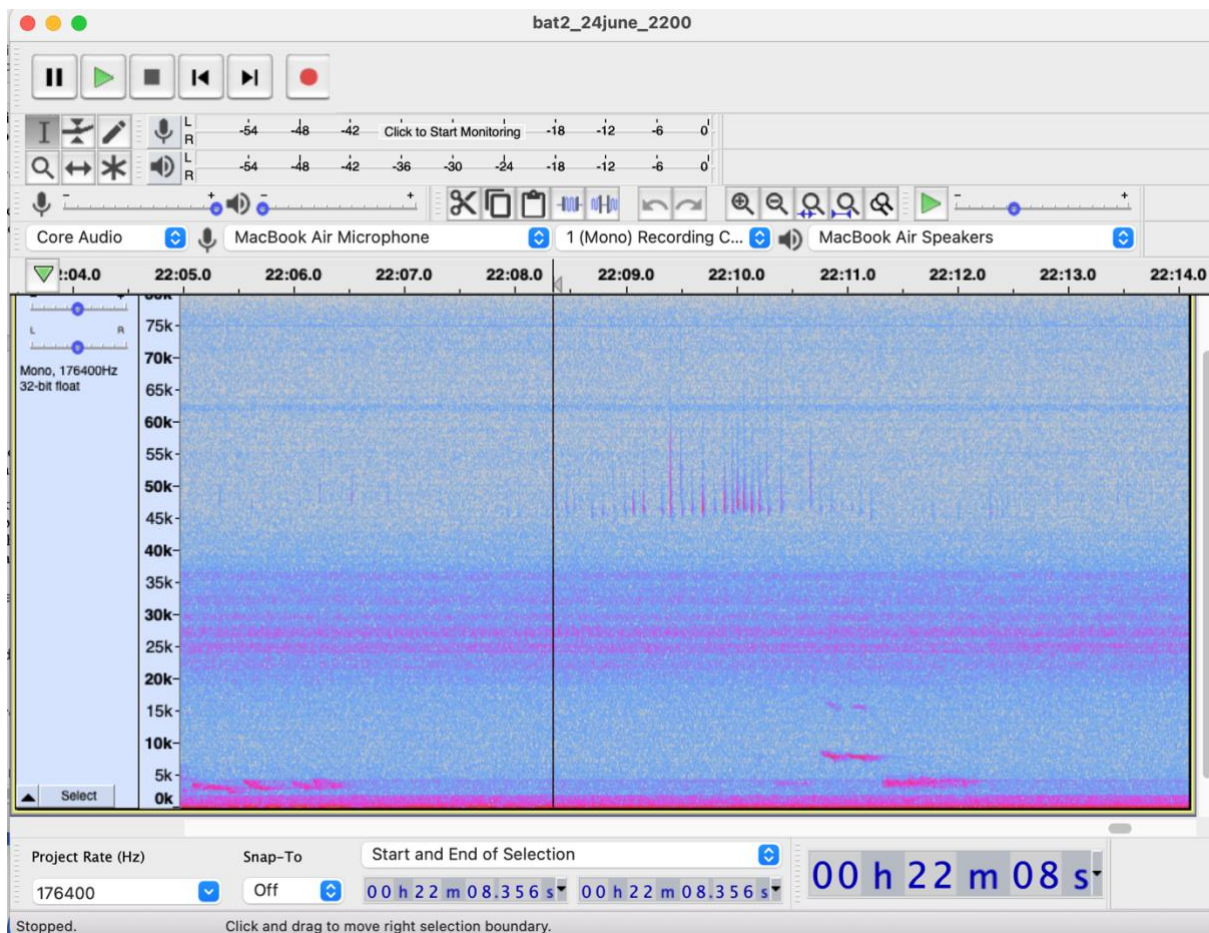 bat2_24june_2200
L
R
-54 -48 -42 Click to Start Monitoring -18 -12 -6 0
L
R
-54 -48 -42 -36 -30 -24 -18 -12 -6 0
- + - + - +
Core Audio MacBook Air Microphone 1 (Mono) Recording C... MacBook Air Speakers
:04.0 22:05.0 22:06.0 22:07.0 22:08.0 22:09.0 22:10.0 22:11.0 22:12.0 22:13.0 22:14.0
- +
L R
Mono, 176400Hz
32-bit float
75k-
70k-
65k-
60k-
55k-
50k-
45k-
40k-
35k-
30k-
25k-
20k-
15k-
10k-
5k-
0k-
Select
Project Rate (Hz) Snap-To Start and End of Selection
176400 Off 00 h 22 m 08.356 s 00 h 22 m 08.356 s 00 h 22 m 08 s
Stopped. Click and drag to move right selection boundary.